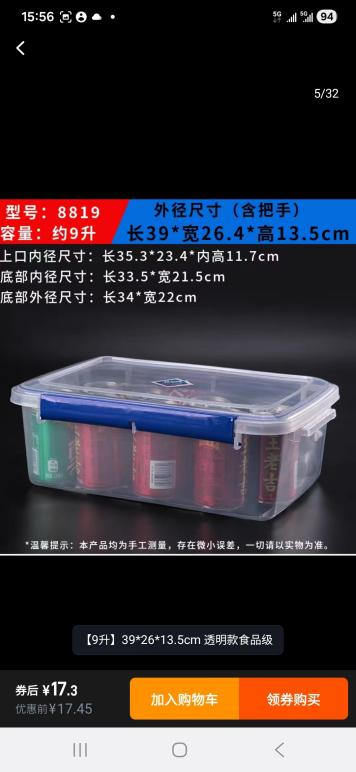 15:56
5G
5G
94
5/32
型号：8819
容量：约9升
外径尺寸（含把手）
长39*宽26.4*高13.5cm
上口内径尺寸：长35.3*23.4*内高11.7cm
底部内径尺寸：长33.5*宽21.5cm
底部外径尺寸：长34*宽22cm
王老吉
*温馨提示：本产品均为手工测量，存在微小误差，一切请以实物为准。
【9升】39*26*13.5cm 透明款食品级
券后 ¥17.3
优惠前¥17.45
加入购物车
领券购买